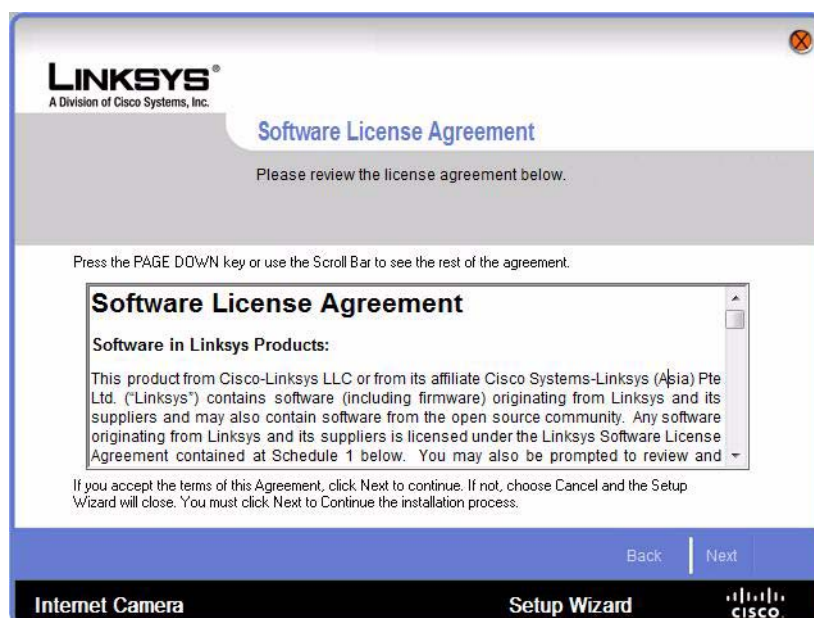 LINKSYS®
A Division of Cisco Systems, Inc.
Software License Agreement
Please review the license agreement below.
Press the PAGE DOWN key or use the Scroll Bar to see the rest of the agreement.
Software License Agreement
Software in Linksys Products:
This product from Cisco-Linksys LLC or from its affiliate Cisco Systems-Linksys (Asia) Pte
Ltd. (“Linksys”) contains software (including firmware) originating from Linksys and its
suppliers and may also contain software from the open source community. Any software
originating from Linksys and its suppliers is licensed under the Linksys Software License
Agreement contained at Schedule 1 below. You may also be prompted to review and
If you accept the terms of this Agreement, click Next to continue. If not, choose Cancel and the Setup
Wizard will close. You must click Next to Continue the installation process.
Back
Next
Internet Camera
Setup Wizard
CISCO.